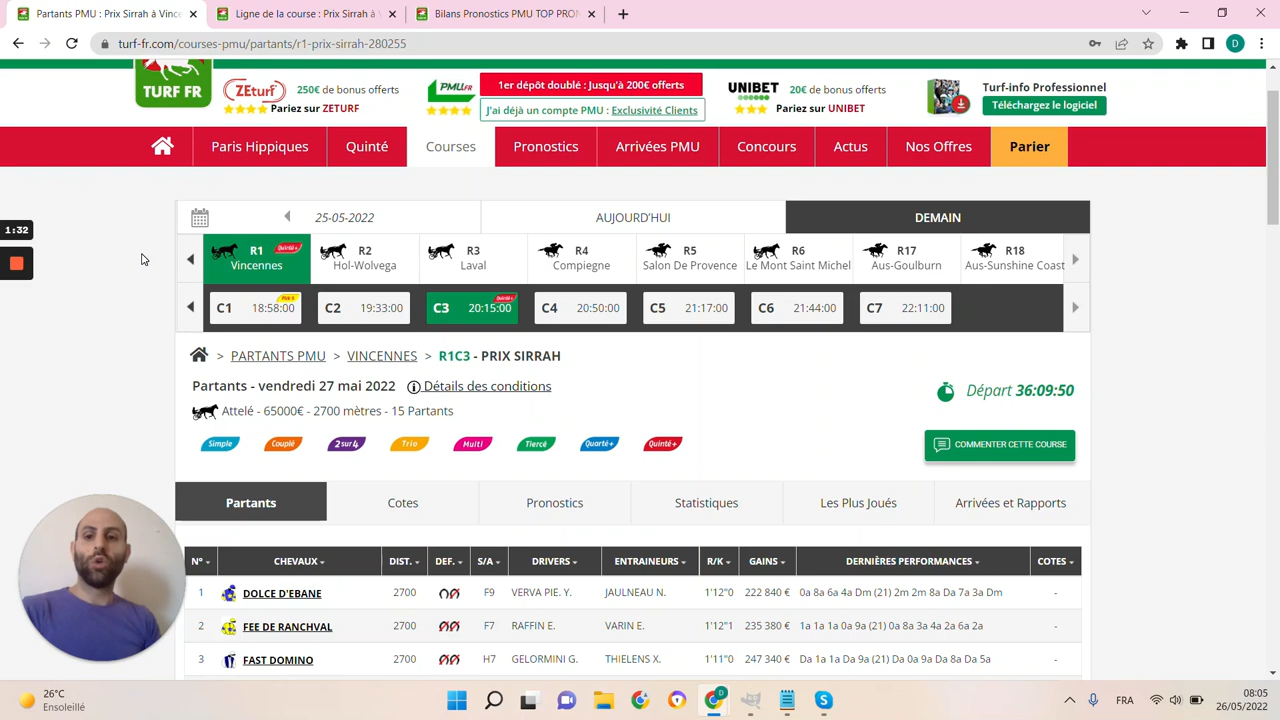 Partants PMU : Prix Sirrah à Vince
Ligne de la course : Prix Sirrah à V
Bilans Pronostics PMU TOP PRON
turf-fr.com/courses-pmu/partants/r1-prix-sirrah-280255
D
TURF FR
ZEturf
250€ de bonus offerts
Pariez sur ZETURF
PMU.FR
1er dépôt doublé : Jusqu'à 200€ offerts
J'ai déjà un compte PMU : Exclusivité Clients
UNIBET
20€ de bonus offerts
Pariez sur UNIBET
Turf-info Professionnel
Téléchargez le logiciel
Paris Hippiques Quinté Courses Pronostics Arrivées PMU Concours Actus Nos Offres Parier
25-05-2022 AUJOURD'HUI DEMAIN
1:32
R1 Quinté+ R2 R3 R4 R5 R6 R17 R18
Vincennes Hol-Wolvega Laval Compiegne Salon De Provence Le Mont Saint Michel Aus-Goulburn Aus-Sunshine Coast
C1 18:58:00 C2 19:33:00 C3 20:15:00 Quinté+ C4 20:50:00 C5 21:17:00 C6 21:44:00 C7 22:11:00
> PARTANTS PMU > VINCENNES > R1C3 - PRIX SIRRAH
Partants - vendredi 27 mai 2022 Détails des conditions
Départ 36:09:50
Attelé - 65000€ - 2700 mètres - 15 Partants
Simple Couplé 2 sur 4 Trio Multi Tiercé Quarté+ Quinté+
COMMENTER CETTE COURSE
Partants Cotes Pronostics Statistiques Les Plus Joués Arrivées et Rapports
N° CHEVAUX DIST. DEF. S/A DRIVERS ENTRAINEURS R/K GAINS DERNIÈRES PERFORMANCES COTES
1 DOLCE D'EBANE 2700 F9 VERVA PIE. Y. JAULNEAU N. 1'12"0 222 840 € 0a 8a 6a 4a Dm (21) 2m 2m 8a Da 7a 3a Dm -
2 FEE DE RANCHVAL 2700 F7 RAFFIN E. VARIN E. 1'12"1 235 380 € 1a 1a 1a 0a 9a (21) 0a 8a 3a 4a 2a 6a 2a -
3 FAST DOMINO 2700 H7 GELORMINI G. THIELENS X. 1'11"0 247 340 € Da 1a 1a Da 9a (21) Da 0a 9a Da 8a Da 5a -
26°C
Ensoleillé
D
FRA
08:05
26/05/2022